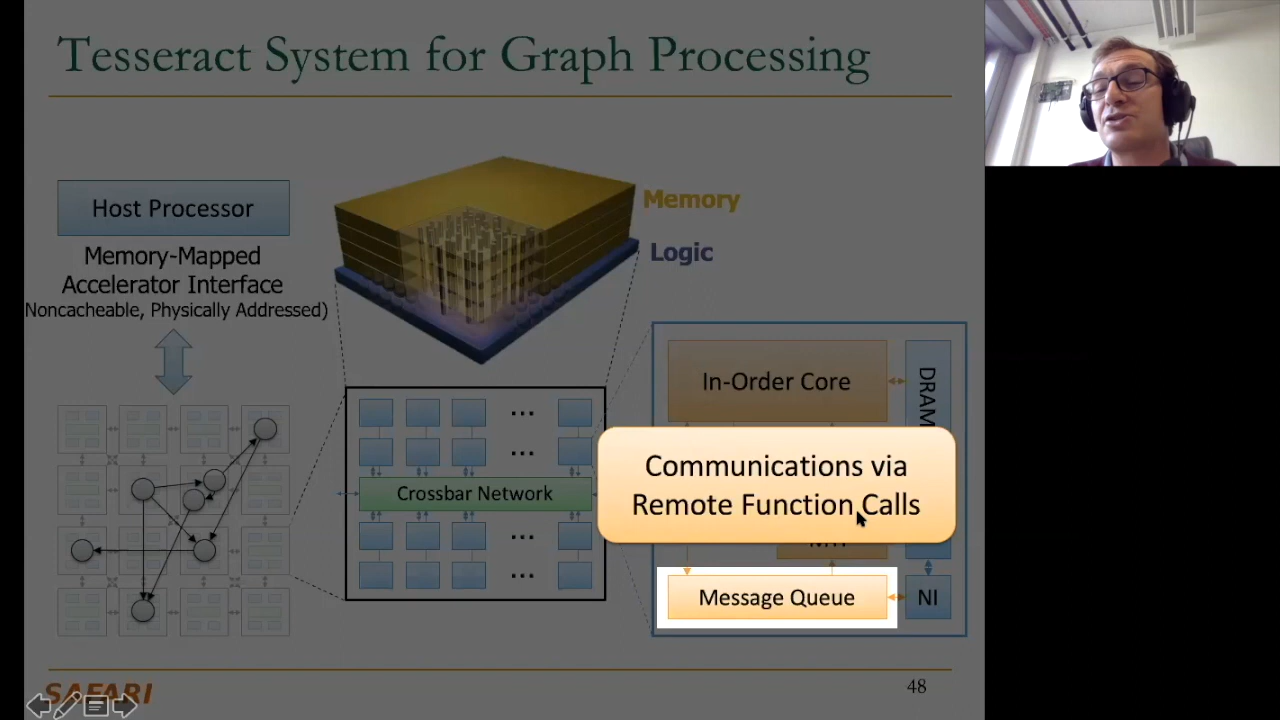 Tesseract System for Graph Processing
Host Processor
Memory-Mapped
Accelerator Interface
Noncacheable, Physically Addressed)
Memory
Logic
Crossbar Network
In-Order Core
DRAM
Communications via
Remote Function Calls
Message Queue
NI
SAFARI
48